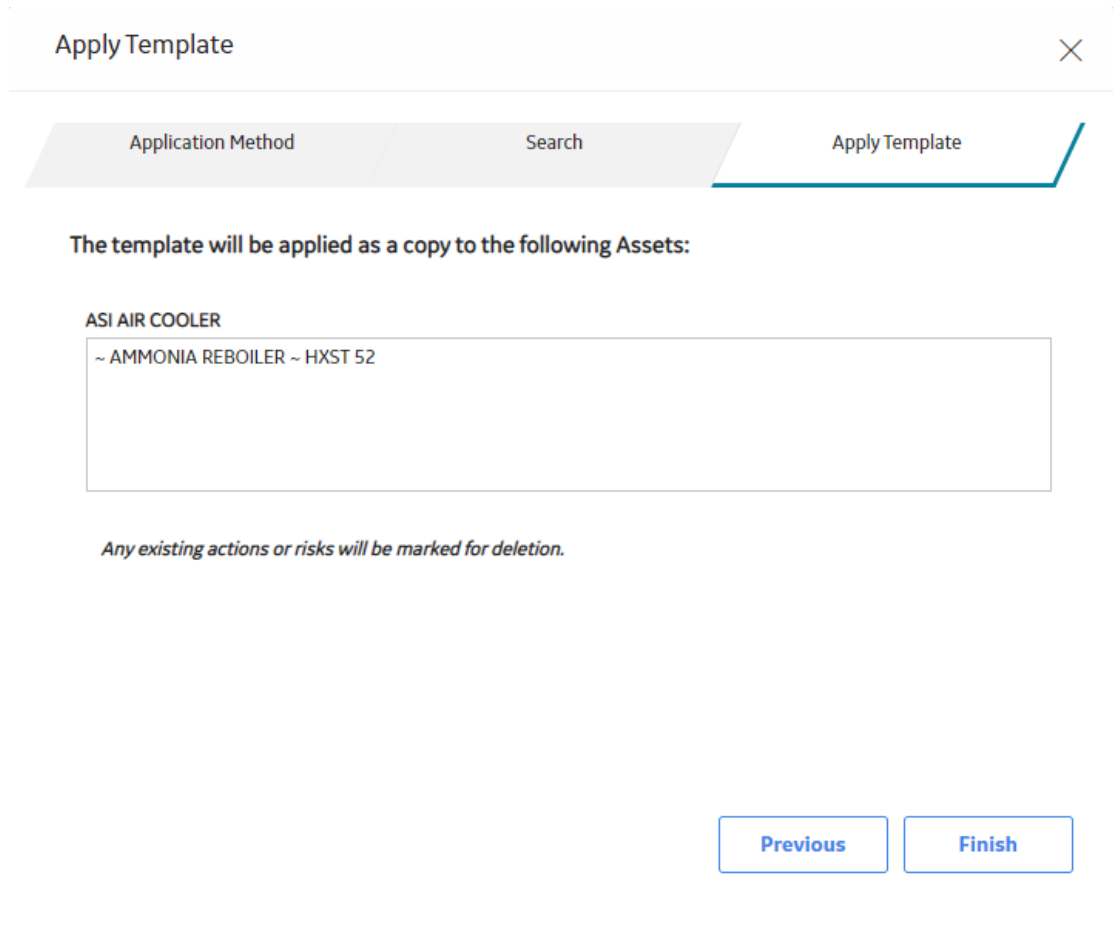 Apply Template
Application Method
Search
Apply Template
The template will be applied as a copy to the following Assets:
ASI AIR COOLER
~ AMMONIA REBOILER ~ HXST 52
Any existing actions or risks will be marked for deletion.
Previous
Finish